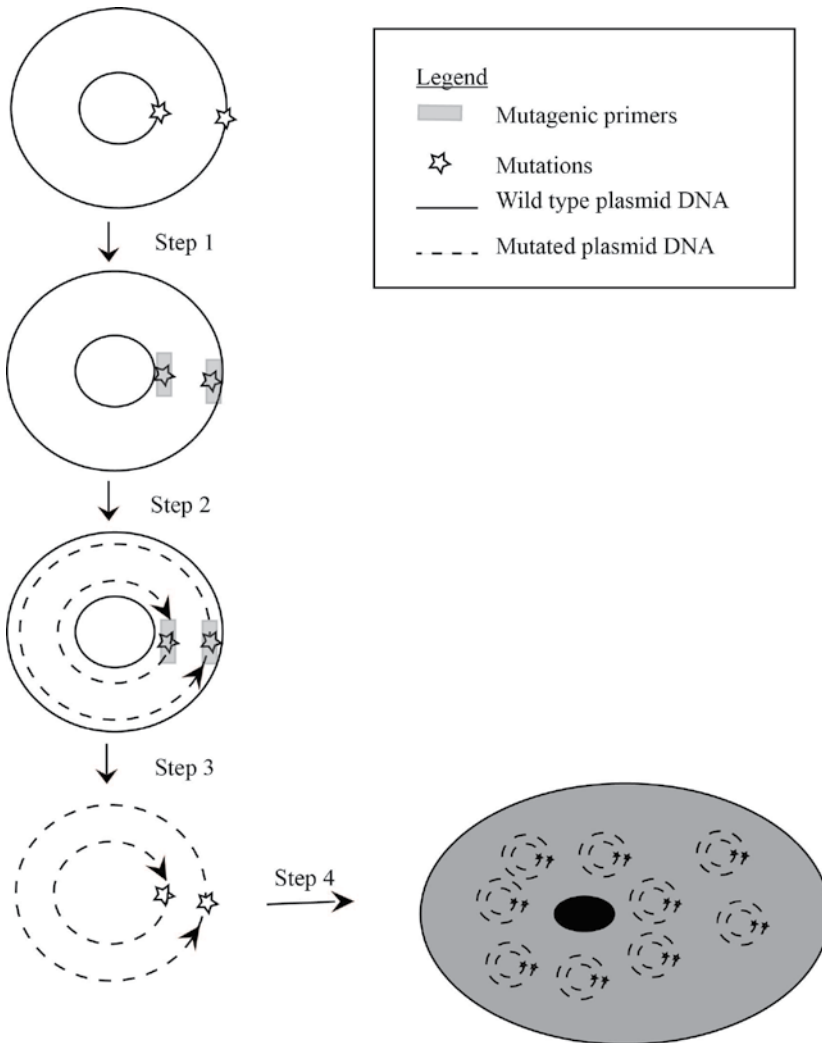 Legend
Mutagenic primers
Mutations
Wild type plasmid DNA
Mutated plasmid DNA
Step 1
Step 2
Step 3
Step 4